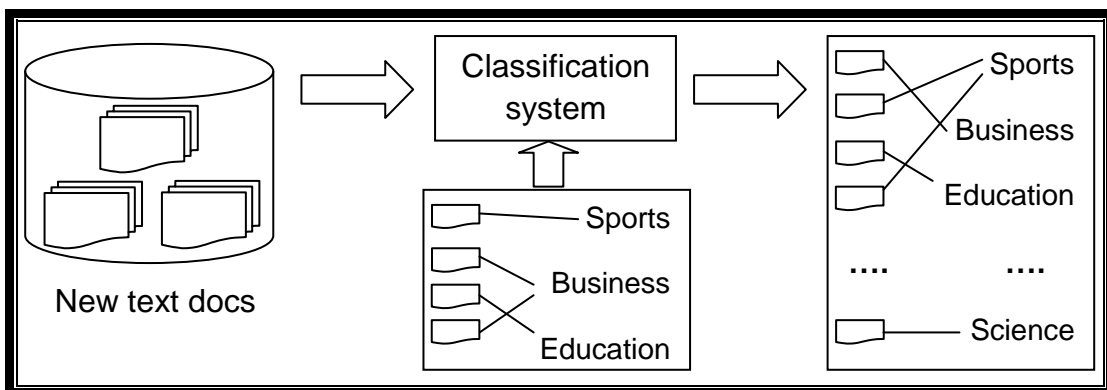 New text docs
Classification
system
Sports
Business
Education
Sports
Business
Education
.... ....
Science